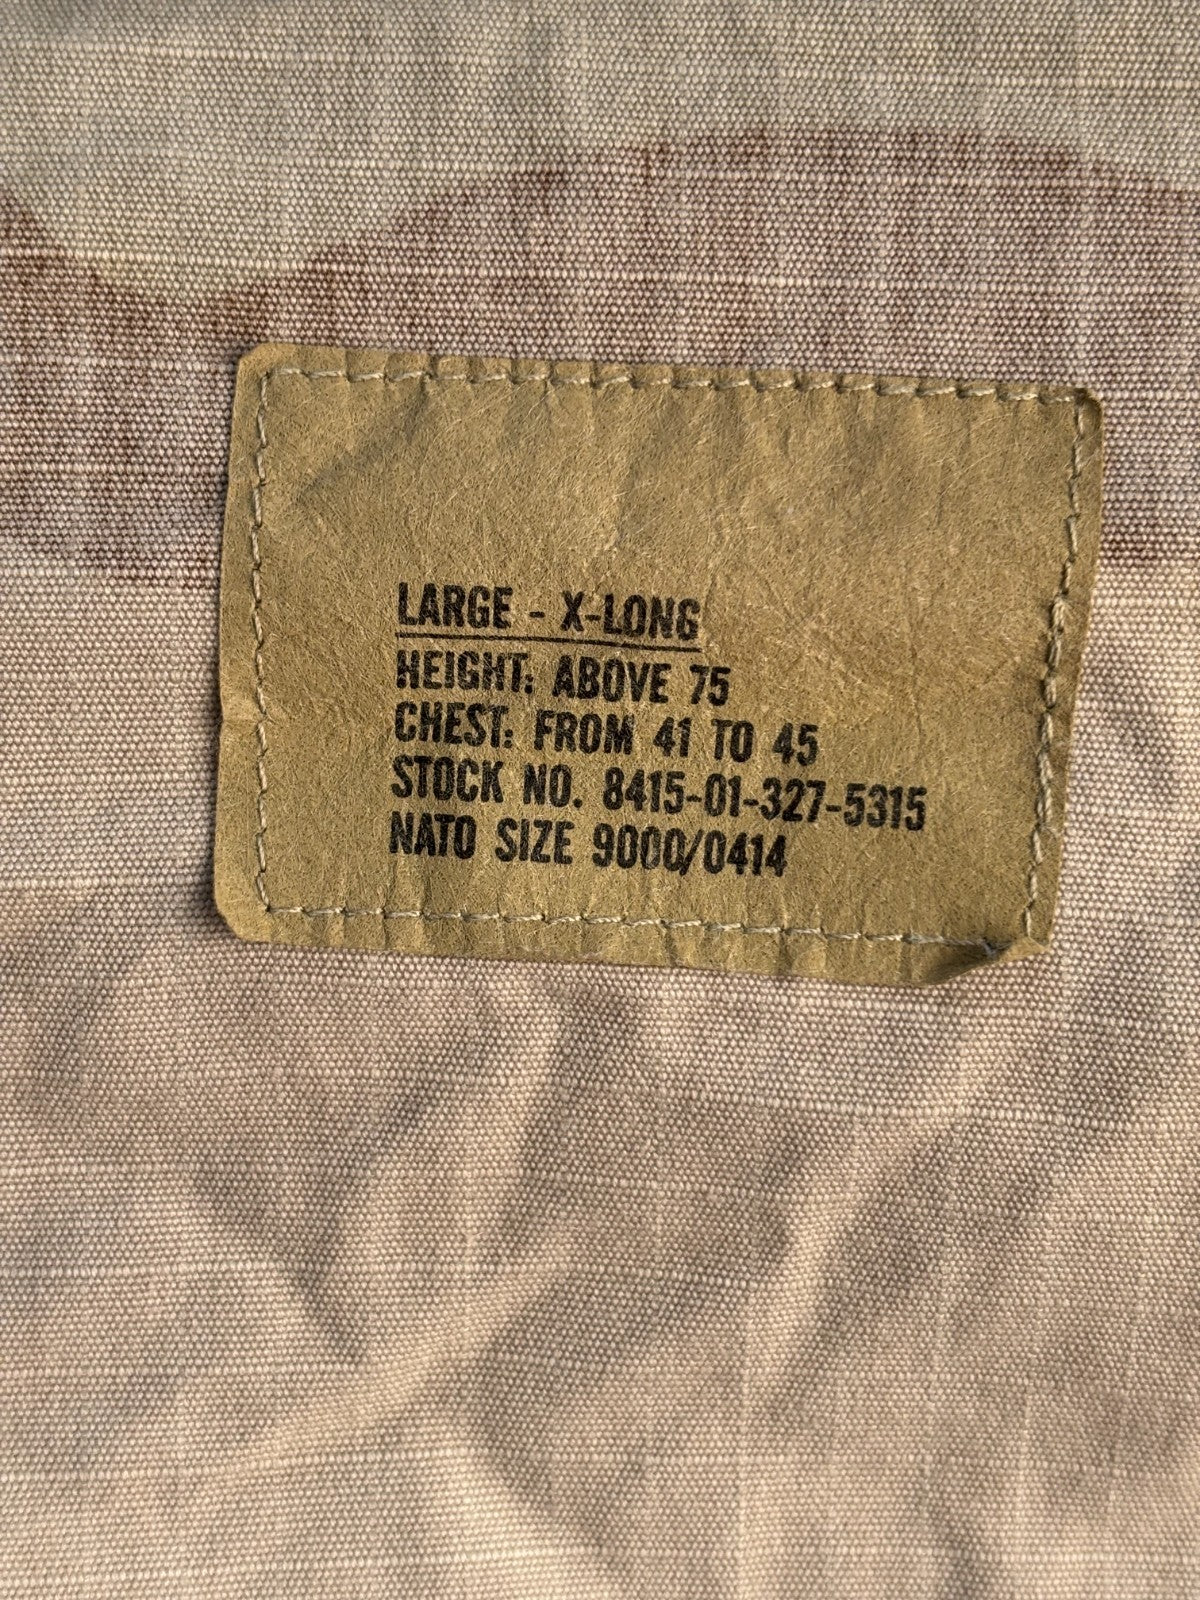 LARGE - X-LONG
HEIGHT: ABOVE 75
CHEST: FROM 41 TO 45
STOCK NO. 8415-01-327-5315
NATO SIZE 9000/0414